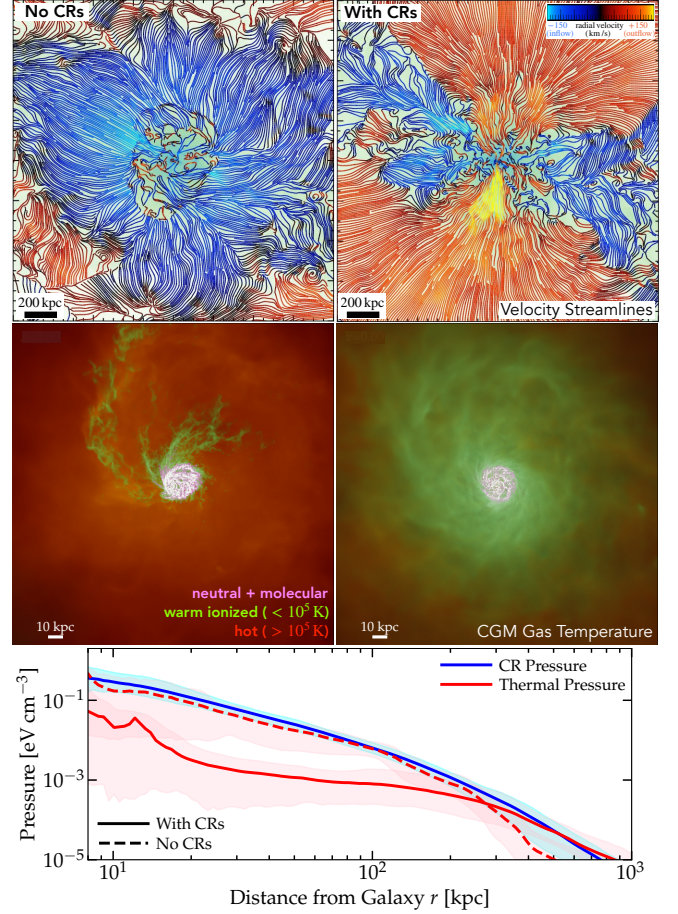 No CRs
With CRs
−150 radial velocity +150
(inflow) (km/s) (outflow)
200 kpc
200 kpc
Velocity Streamlines
neutral + molecular
warm ionized (< 10⁵ K)
hot (> 10⁵ K)
10 kpc
10 kpc
CGM Gas Temperature
CR Pressure
Thermal Pressure
10⁻¹
10⁻³
10⁻⁵
Pressure [eV cm⁻³]
With CRs
No CRs
10¹
10²
10³
Distance from Galaxy r [kpc]